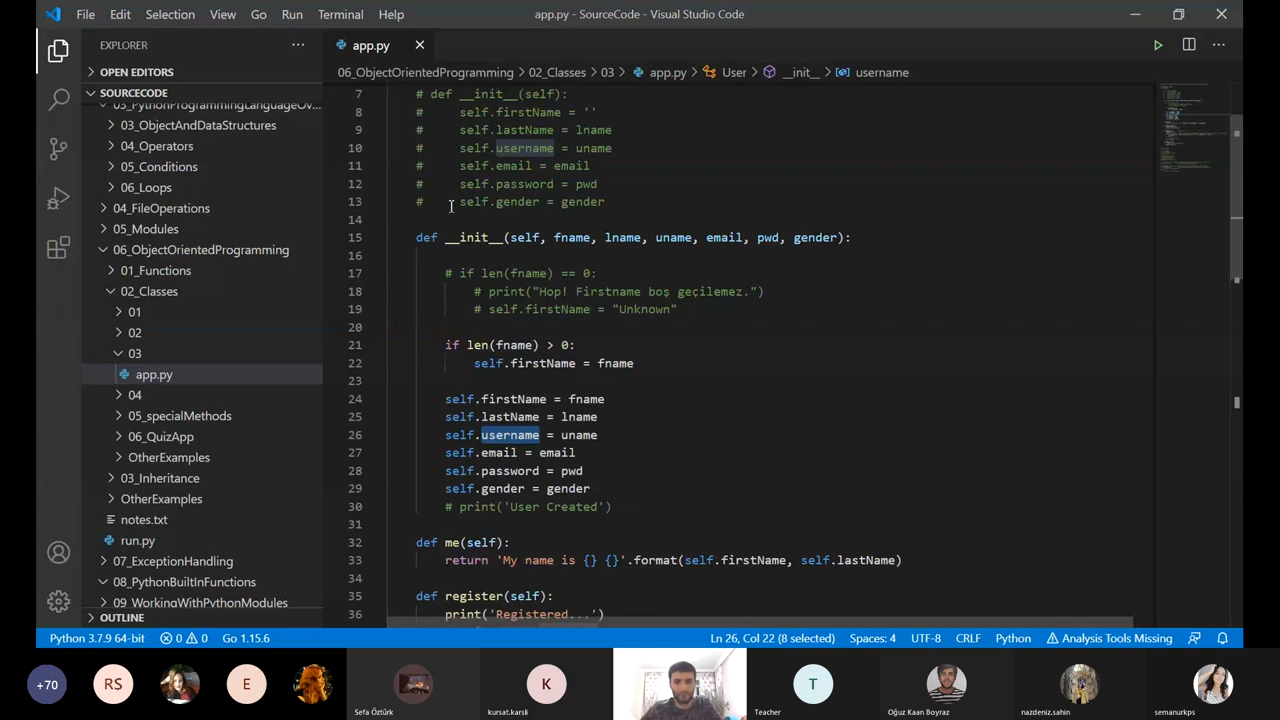 File Edit Selection View Go Run Terminal Help
app.py - SourceCode - Visual Studio Code
EXPLORER
OPEN EDITORS
SOURCECODE
03_PythonProgrammingLanguageOv...
03_ObjectAndDataStructures
04_Operators
05_Conditions
06_Loops
04_FileOperations
05_Modules
06_ObjectOrientedProgramming
01_Functions
02_Classes
01
02
03
app.py
04
05_specialMethods
06_QuizApp
OtherExamples
03_Inheritance
OtherExamples
notes.txt
run.py
07_ExceptionHandling
08_PythonBuiltInFunctions
09_WorkingWithPythonModules
OUTLINE
app.py
06_ObjectOrientedProgramming > 02_Classes > 03 > app.py > User > __init__ > username
7 # def __init__(self):
8 #     self.firstName = ''
9 #     self.lastName = lname
10 #     self.username = uname
11 #     self.email = email
12 #     self.password = pwd
13 #     self.gender = gender
14
15 def __init__(self, fname, lname, uname, email, pwd, gender):
16
17     # if len(fname) == 0:
18         # print("Hop! Firstname boş geçilemez.")
19         # self.firstName = "Unknown"
20
21     if len(fname) > 0:
22         self.firstName = fname
23
24     self.firstName = fname
25     self.lastName = lname
26     self.username = uname
27     self.email = email
28     self.password = pwd
29     self.gender = gender
30     # print('User Created')
31
32 def me(self):
33     return 'My name is {} {}'.format(self.firstName, self.lastName)
34
35 def register(self):
36     print('Registered...')
Python 3.7.9 64-bit 0 0 Go 1.15.6 Ln 26, Col 22 (8 selected) Spaces: 4 UTF-8 CRLF Python Analysis Tools Missing
+70 RS E K T
Sefa Öztürk kursat.karsli Teacher Oğuz Kaan Boyraz nazdeniz.sahin semanurkps